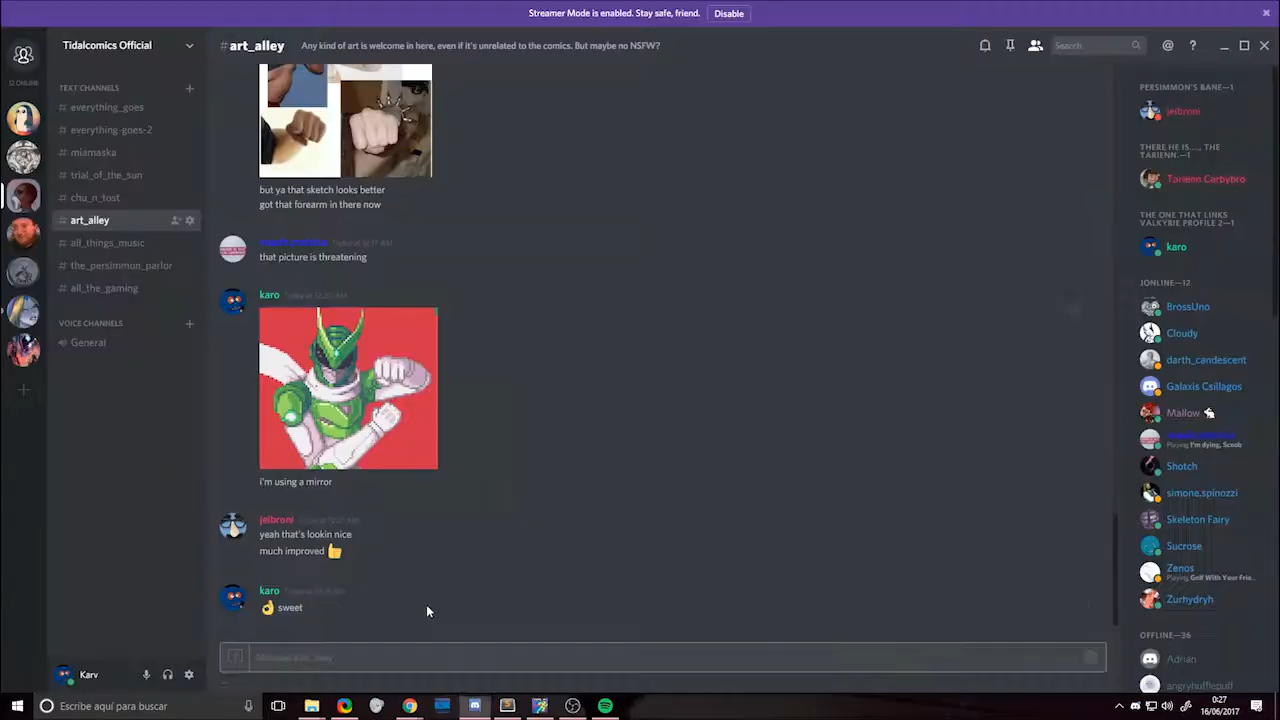 Streamer Mode is enabled. Stay safe, friend. Disable
Tidalcomics Official
#art_alley Any kind of art is welcome in here, even if it's unrelated to the comics. But maybe no NSFW?
Search
12 ONLINE
TEXT CHANNELS
# everything_goes
# everything-goes-2
# miamaska
# trial_of_the_sun
# chu_n_tost
# art_alley
# all_things_music
# the_persimmon_parlor
# all_the_gaming
VOICE CHANNELS
General
Karv
but ya that sketch looks better
got that forearm in there now
that picture is threatening
karo
i'm using a mirror
jelbroni
yeah that's lookin nice
much improved 👍
karo
👌 sweet
PERSIMMON'S BANE—1
jelbroni
THERE HE IS...., THE
TARIENN.—1
Tarienn Carbybro
THE ONE THAT LINKS
VALKYRIE PROFILE 2—1
karo
JONLINE—12
BrossUno
Cloudy
darth_candescent
Galaxis Csillagos
Mallow
Playing I'm dying, Scoob
Shotch
simone.spinozzi
Skeleton Fairy
Sucrose
Zenos
Playing Golf With Your Frie...
Zurhydryh
OFFLINE—36
Adrian
angryhufflepuff
Escribe aquí para buscar
0:27
16/06/2017